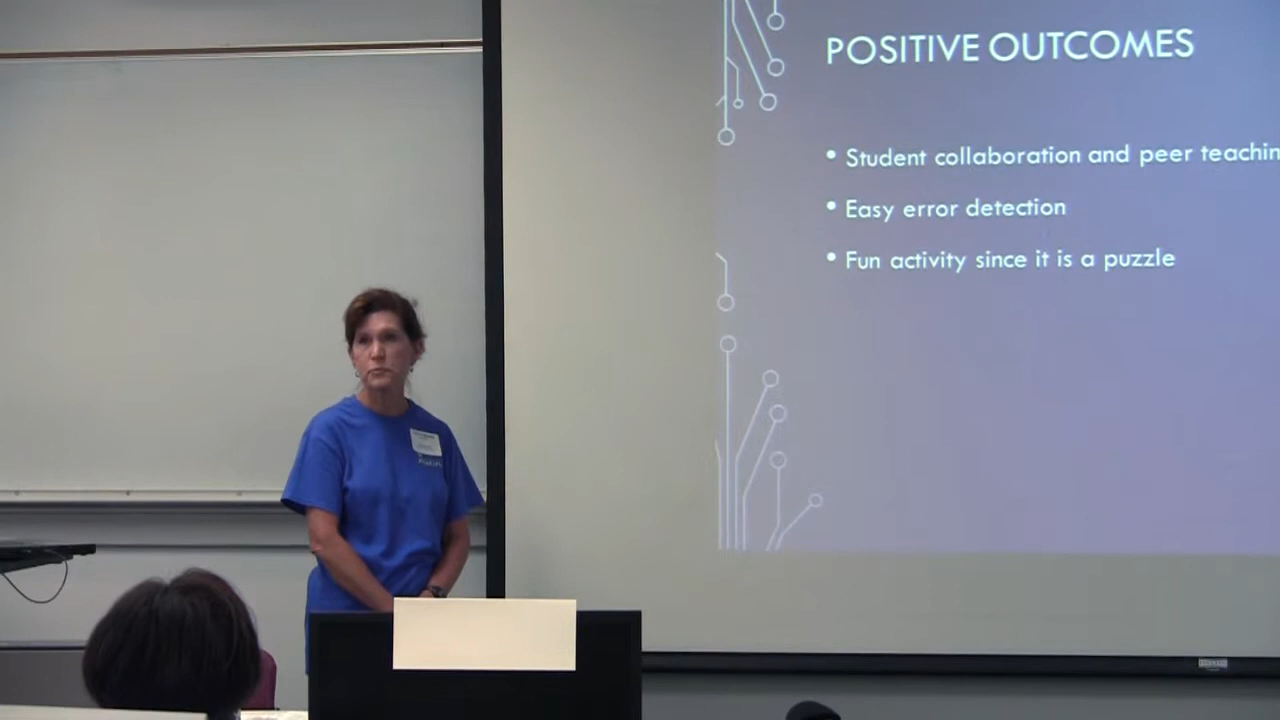 POSITIVE OUTCOMES
• Student collaboration and peer teachin
• Easy error detection
• Fun activity since it is a puzzle